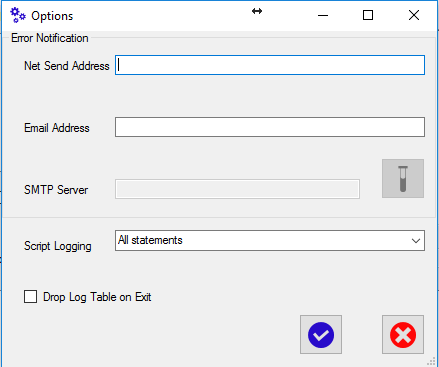 Options
Error Notification
Net Send Address
Email Address
SMTP Server
Script Logging
All statements
Drop Log Table on Exit